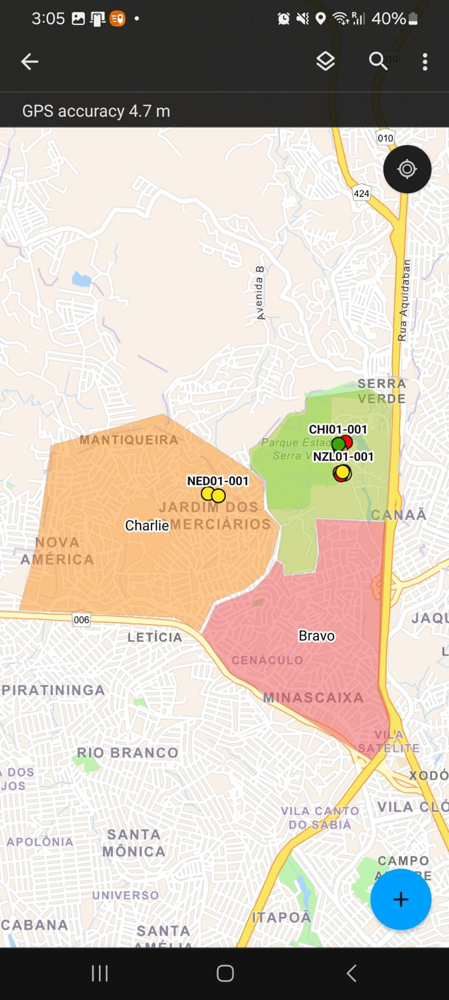 3:05
40%
010
GPS accuracy 4.7 m
010
424
Avenida B
Rua Aquidaban
SERRA
VERDE
CHI01-001
MANTIQUEIRA
Parque Estad
Serra V
NZL01-001
NED01-001
JARDIM DOS
CANAÃ
Charlie
MERCIÁRIOS
NOVA
AMÉRICA
006
JAQU
LETÍCIA
Bravo
L
CENÁCULO
PIRATININGA
MINASCAIXA
VILA
SATÉLITE
RIO BRANCO
A DOS
JOS
XODÓ
VILA CANTO
DO SABIÁ
VILA CLÓ
APOLÔNIA
SANTA
MÔNICA
CAMPO
UNIVERSO
ITAPOÃ
CABANA
SANTA
AMÉLIA